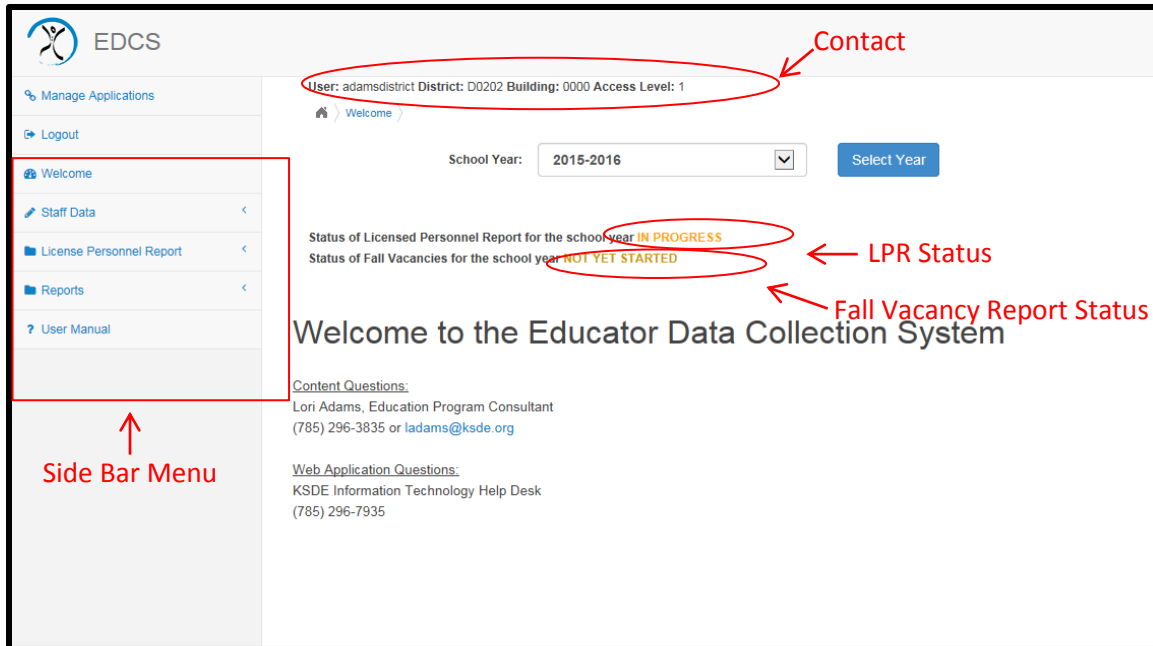 EDCS
Contact
Manage Applications
Logout
Welcome
Staff Data
License Personnel Report
Reports
? User Manual
Side Bar Menu
User: adamsdistrict District: D0202 Building: 0000 Access Level: 1
Welcome
School Year: 2015-2016 Select Year
Status of Licensed Personnel Report for the school year IN PROGRESS
Status of Fall Vacancies for the school year NOT YET STARTED
LPR Status
Fall Vacancy Report Status
Welcome to the Educator Data Collection System
Content Questions:
Lori Adams, Education Program Consultant
(785) 296-3835 or ladams@ksde.org
Web Application Questions:
KSDE Information Technology Help Desk
(785) 296-7935